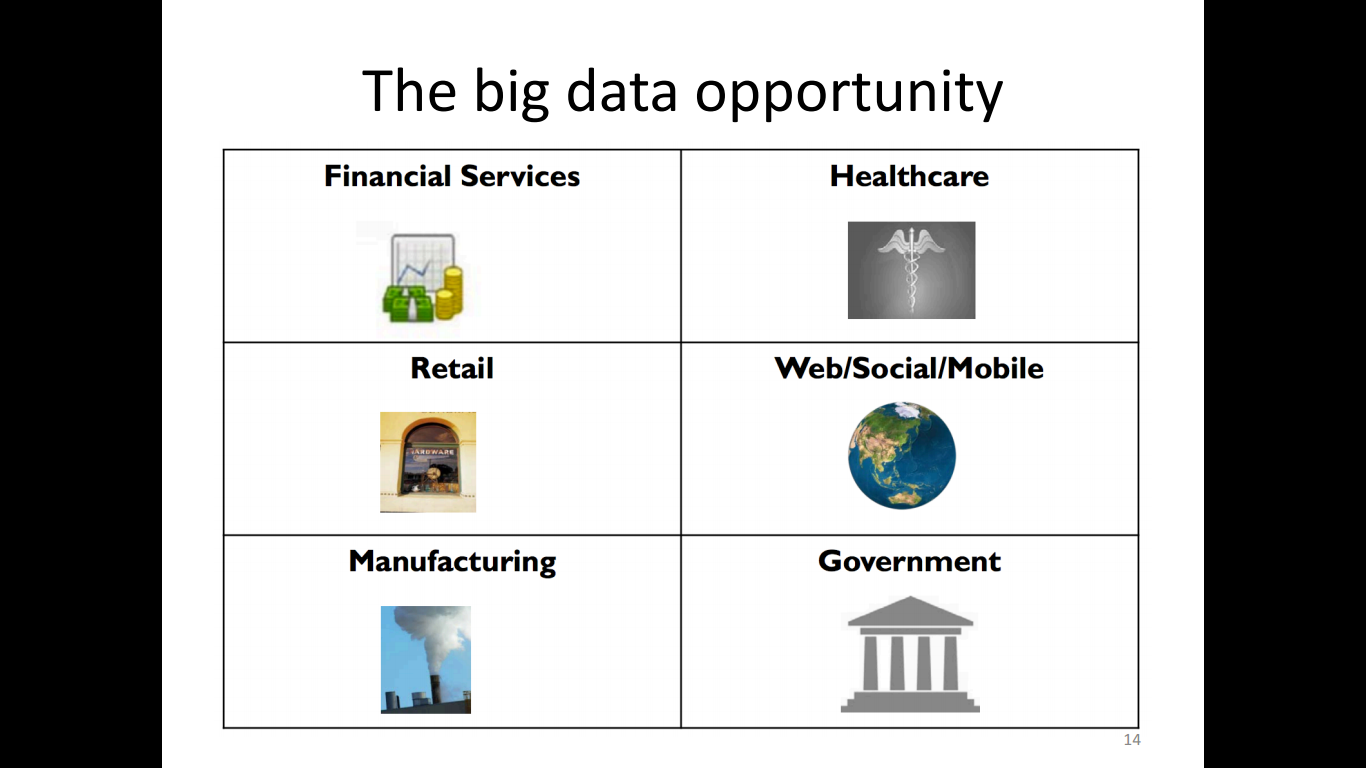 The big data opportunity
Financial Services
Healthcare
Retail
Web/Social/Mobile
HARDWARE
Manufacturing
Government
14